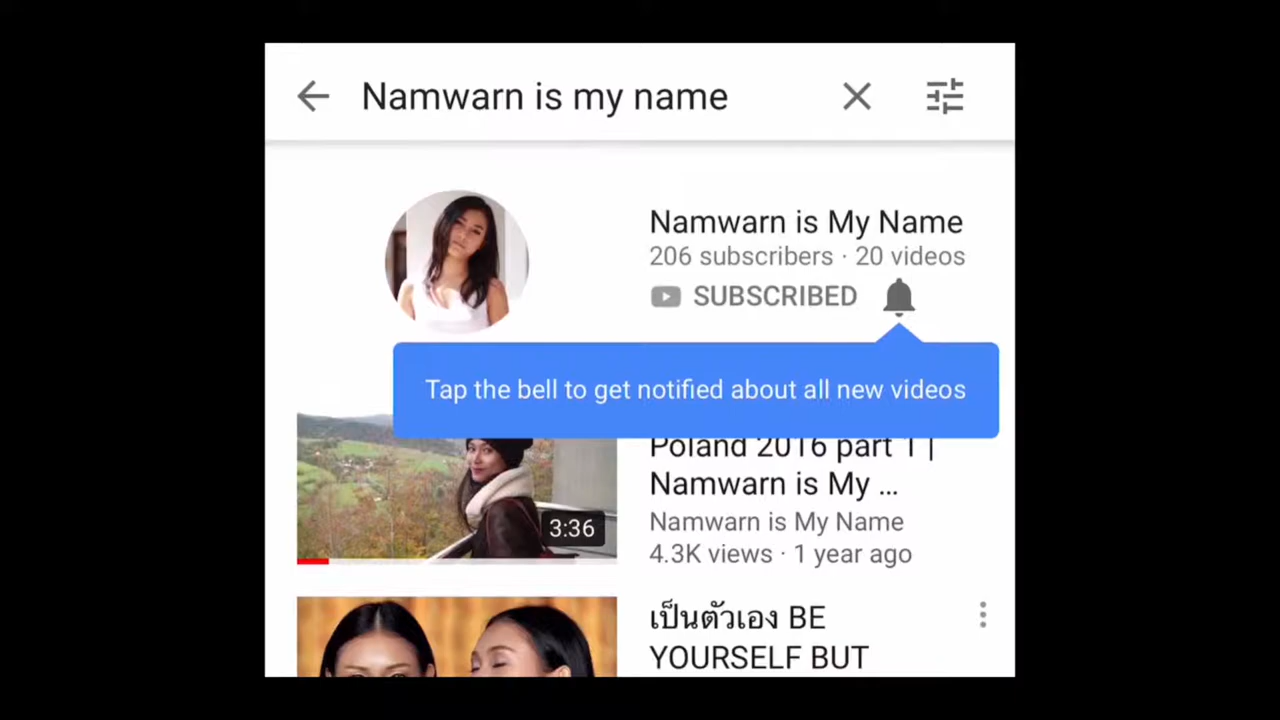 Namwarn is my name
Namwarn is My Name
206 subscribers · 20 videos
SUBSCRIBED
Tap the bell to get notified about all new videos
Poland 2016 part 1 |
Namwarn is My ...
Namwarn is My Name
4.3K views · 1 year ago
3:36
เป็นตัวเอง BE
YOURSELF BUT